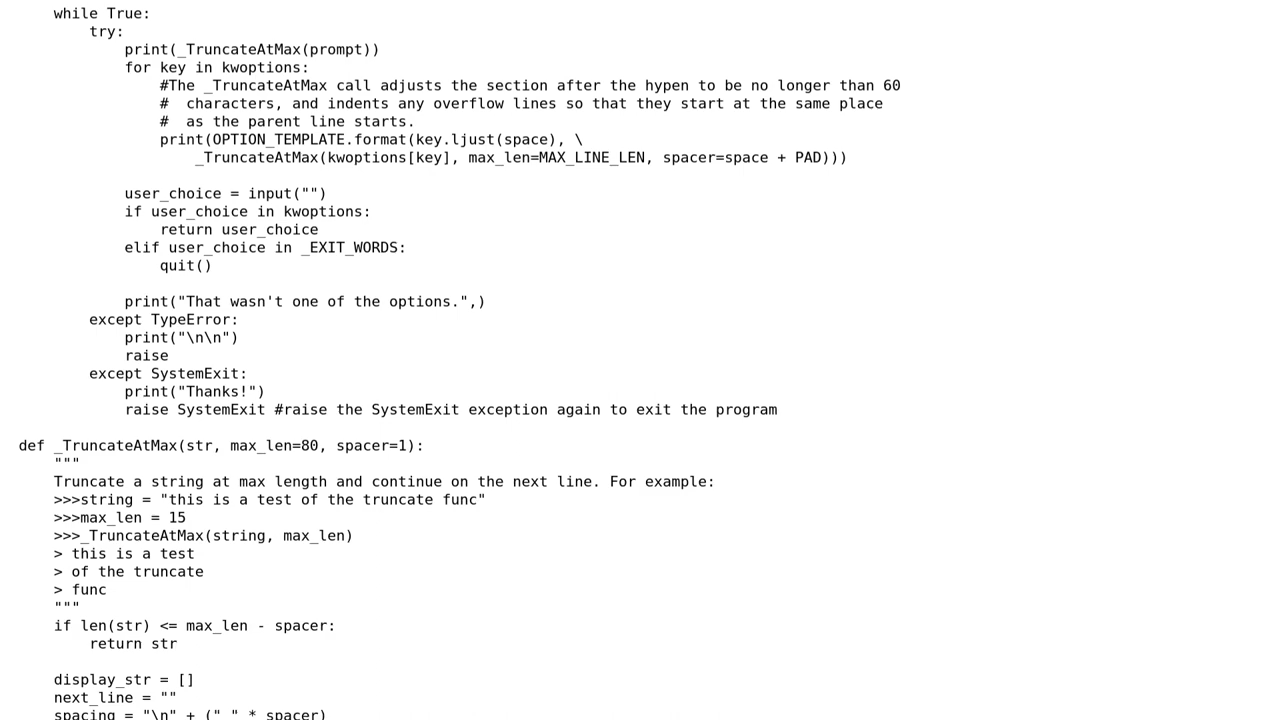 while True:
try:
print(_TruncateAtMax(prompt))
for key in kwoptions:
#The _TruncateAtMax call adjusts the section after the hypen to be no longer than 60
#  characters, and indents any overflow lines so that they start at the same place
#  as the parent line starts.
print(OPTION_TEMPLATE.format(key.ljust(space), \
_TruncateAtMax(kwoptions[key], max_len=MAX_LINE_LEN, spacer=space + PAD)))
user_choice = input("")
if user_choice in kwoptions:
return user_choice
elif user_choice in _EXIT_WORDS:
quit()
print("That wasn't one of the options.",)
except TypeError:
print("\n\n")
raise
except SystemExit:
print("Thanks!")
raise SystemExit #raise the SystemExit exception again to exit the program
def _TruncateAtMax(str, max_len=80, spacer=1):
"""
Truncate a string at max length and continue on the next line. For example:
>>>string = "this is a test of the truncate func"
>>>max_len = 15
>>>_TruncateAtMax(string, max_len)
> this is a test
> of the truncate
> func
"""
if len(str) <= max_len - spacer:
return str
display_str = []
next_line = ""
spacing = "\n" + (" " * spacer)